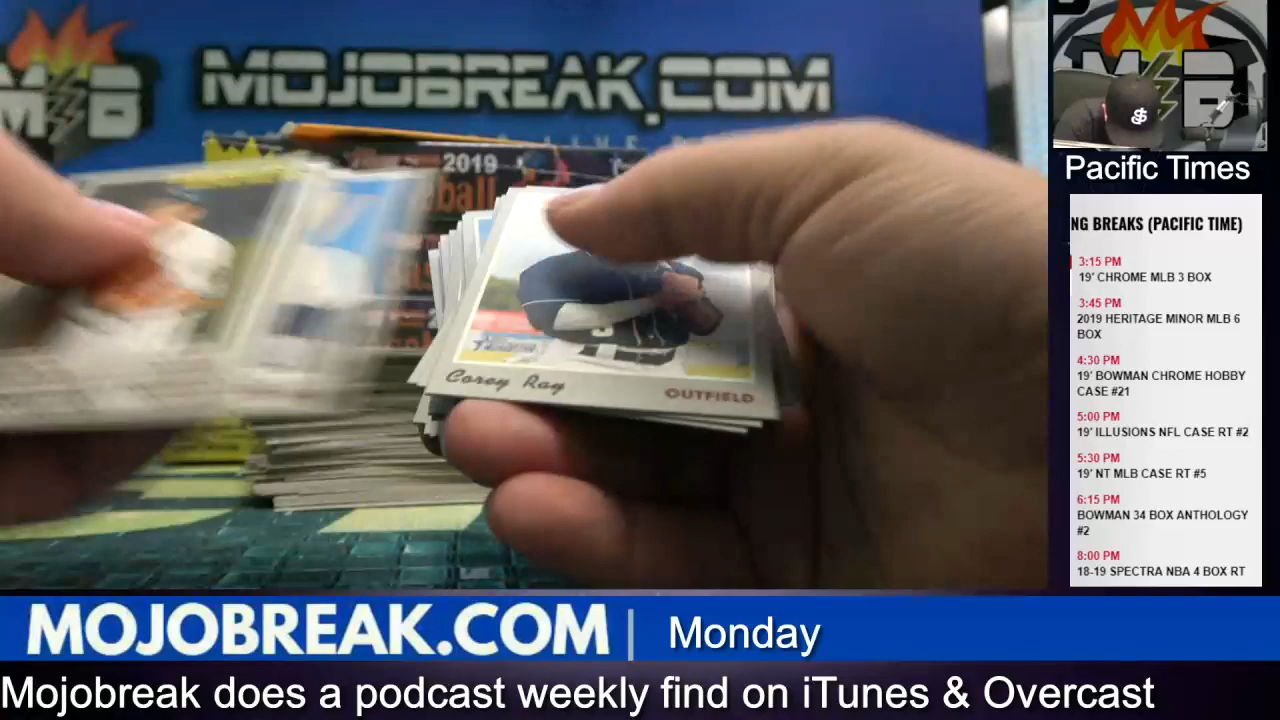 MOJOBREAK.COM
MB
MB
2019
ball
Corey Ray
OUTFIELD
Pacific Times
NG BREAKS (PACIFIC TIME)
3:15 PM
19' CHROME MLB 3 BOX
3:45 PM
2019 HERITAGE MINOR MLB 6
BOX
4:30 PM
19' BOWMAN CHROME HOBBY
CASE #21
5:00 PM
19' ILLUSIONS NFL CASE RT #2
5:30 PM
19' NT MLB CASE RT #5
6:15 PM
BOWMAN 34 BOX ANTHOLOGY
#2
8:00 PM
18-19 SPECTRA NBA 4 BOX RT
MOJOBREAK.COM | Monday
Mojobreak does a podcast weekly find on iTunes & Overcast